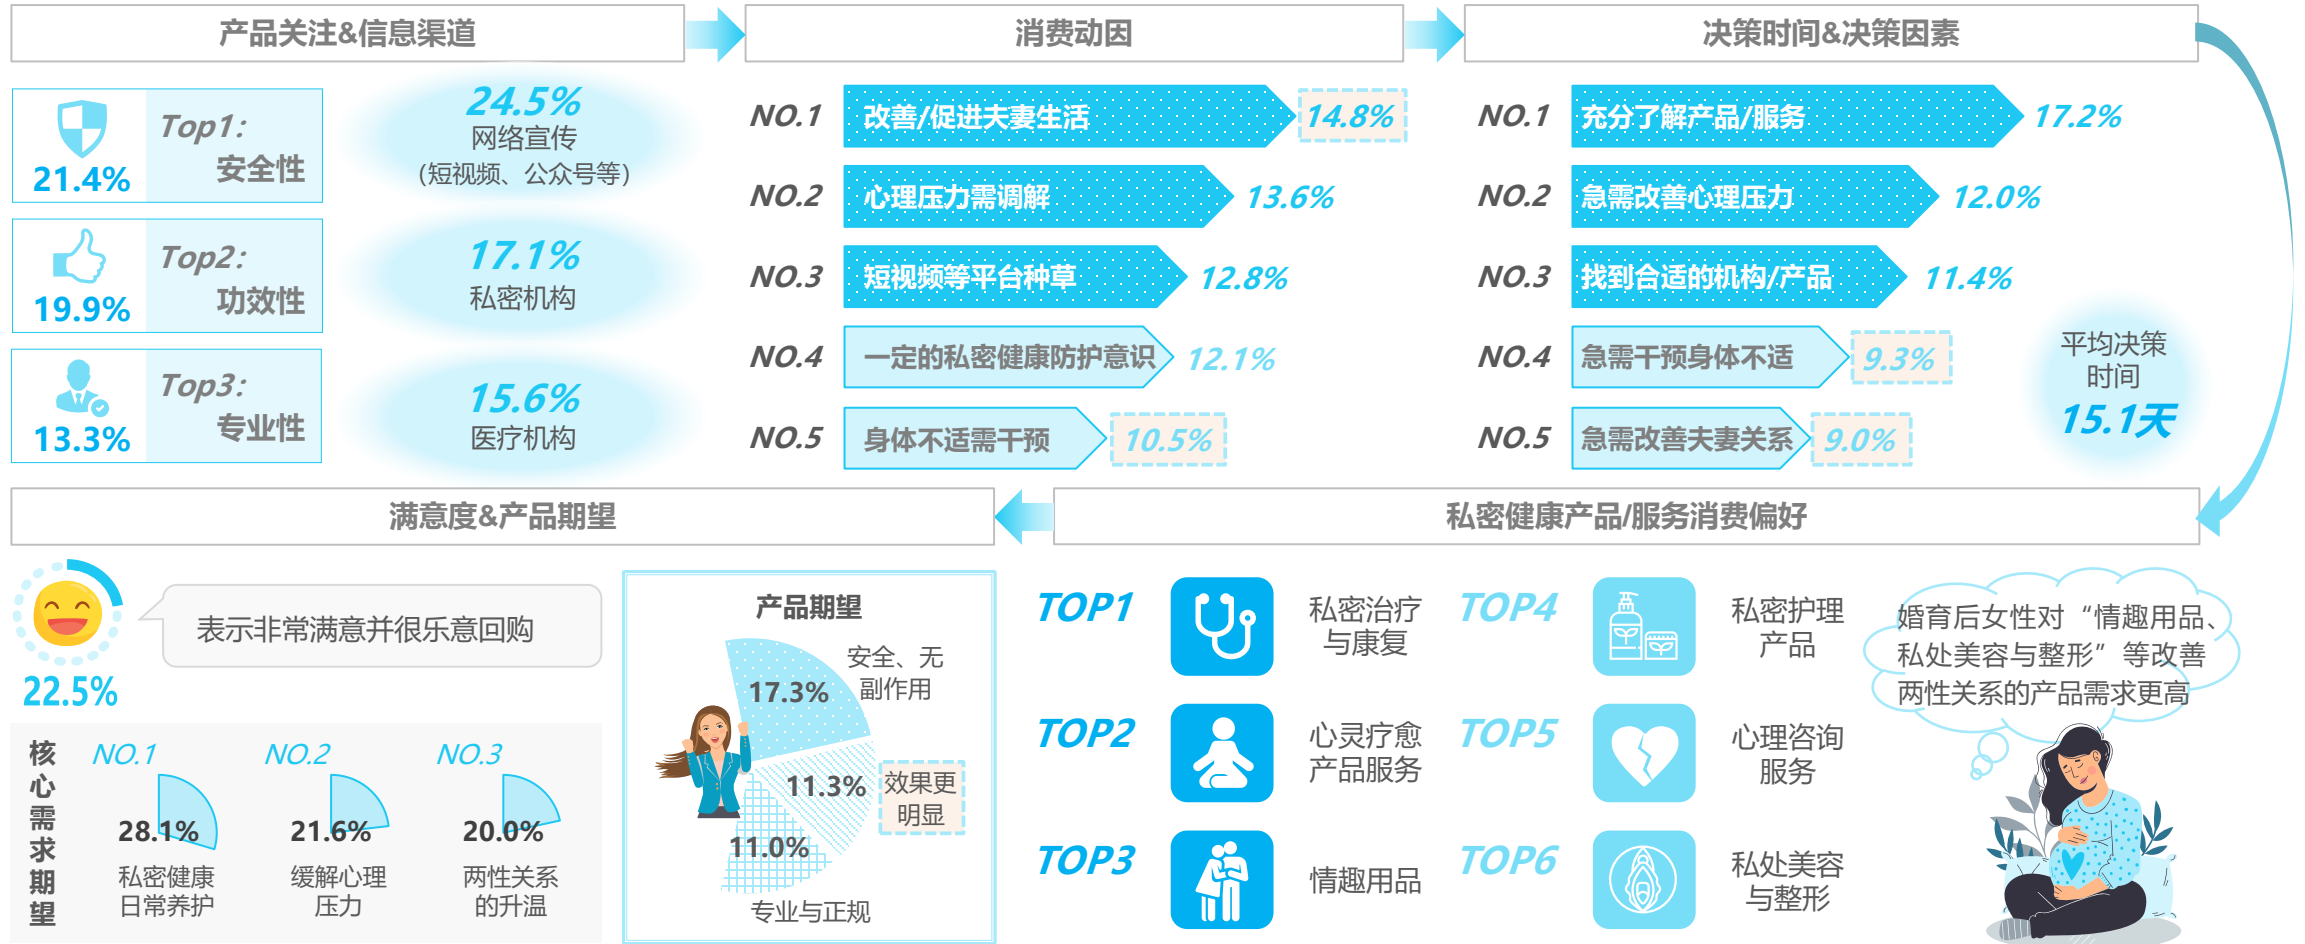 产品关注&信息渠道
Top1:
安全性
21.4%
Top2:
功效性
19.9%
Top3:
专业性
13.3%
24.5%
网络宣传
（短视频、公众号等）
17.1%
私密机构
15.6%
医疗机构
消费动因
NO.1 改善/促进夫妻生活 14.8%
NO.2 心理压力需调解 13.6%
NO.3 短视频等平台种草 12.8%
NO.4 一定的私密健康防护意识 12.1%
NO.5 身体不适需干预 10.5%
决策时间&决策因素
NO.1 充分了解产品/服务 17.2%
NO.2 急需改善心理压力 12.0%
NO.3 找到合适的机构/产品 11.4%
NO.4 急需干预身体不适 9.3%
NO.5 急需改善夫妻关系 9.0%
平均决策
时间
15.1天
私密健康产品/服务消费偏好
TOP1
私密治疗
与康复
TOP2
心灵疗愈
产品服务
TOP3
情趣用品
TOP4
私密护理
产品
TOP5
心理咨询
服务
TOP6
私处美容
与整形
婚育后女性对“情趣用品、
私处美容与整形”等改善
两性关系的产品需求更高
满意度&产品期望
22.5%
表示非常满意并很乐意回购
核心需求期望
NO.1
28.1%
私密健康
日常养护
NO.2
21.6%
缓解心理
压力
NO.3
20.0%
两性关系
的升温
产品期望
17.3%
安全、无
副作用
11.3%
效果更
明显
11.0%
专业与正规